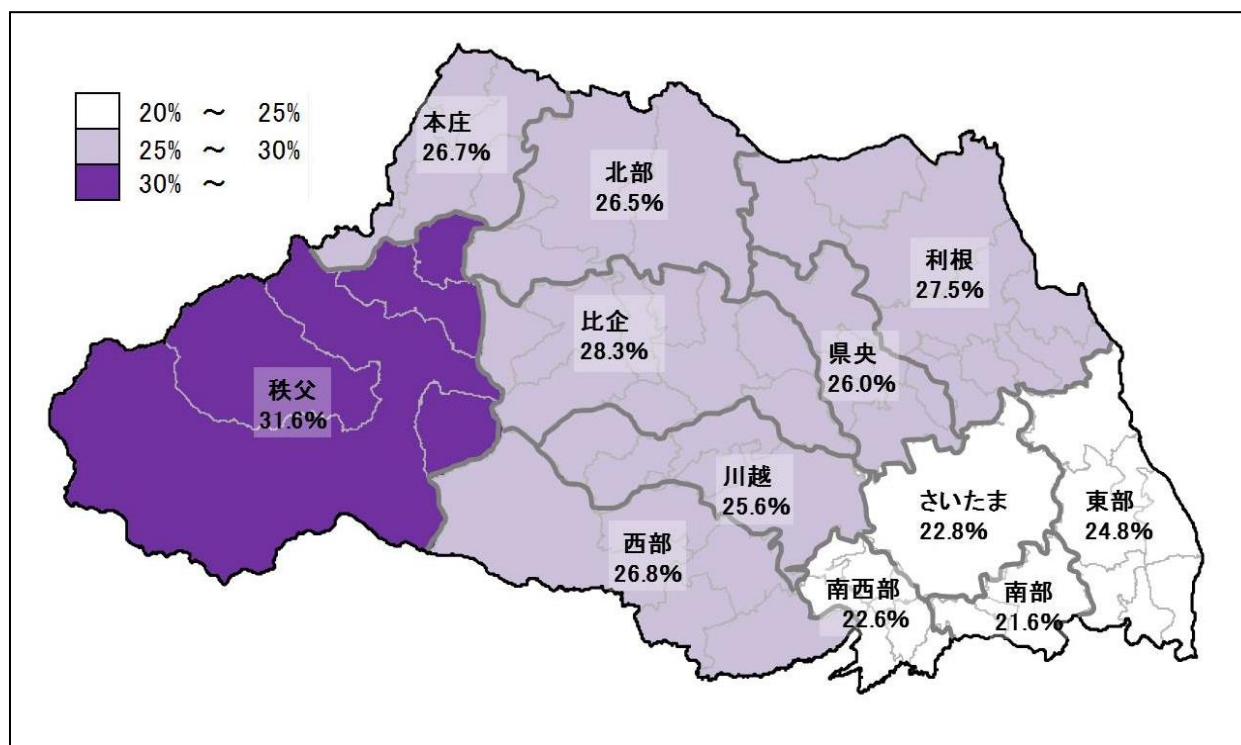 20% ～ 25%
25% ～ 30%
30% ～
本庄
26.7%
北部
26.5%
利根
27.5%
比企
28.3%
県央
26.0%
秩父
31.6%
川越
25.6%
さいたま
22.8%
東部
24.8%
西部
26.8%
南西部
22.6%
南部
21.6%